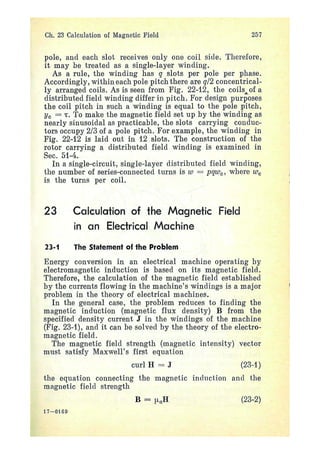 Ch. 23 Calculation of Magnetic Field 257
pole, and each slot receives only one coil side. Therefore,
it may be treated as a single-layer winding.
As a rule, the winding has q slots per pole per phase.
Accordingly, within each pole pitch there are q/2 concentrical-
ly arranged coils. As is seen from Fig. 22-12, the coils of a
distributed field winding differ in pitch. For design purposes
the coil pitch in such a winding is equal to the pole pitch,
yc = τ. To make the magnetic field set up by the winding as
nearly sinusoidal as practicable, the slots carrying conduc-
tors occupy 2/3 of a pole pitch. For example, the winding in
Fig. 22-12 is laid out in 12 slots. The construction of the
rotor carrying a distributed field winding is examined in
Sec. 51-4.
In a single-circuit, single-layer distributed field winding,
the number of series-connected turns is w = pqwc, where wc
is the turns per coil.
23 Calculation of the Magnetic Field
in an Electrical Machine
23-1 The Statement of the Problem
Energy conversion in an electrical machine operating by
electromagnetic induction is based on its magnetic field.
Therefore, the calculation of the magnetic field established
by the currents flowing in the machine's windings is a major
problem in the theory of electrical machines.
In the general case, the problem reduces to finding the
magnetic induction (magnetic flux density) B from the
specified density current J in the windings of the machine
(Fig. 23-1), and it can be solved by the theory of the electro-
magnetic field.
The magnetic field strength (magnetic intensity) vector
must satisfy Maxwell's first equation
curl H = J (23-1)
the equation connecting the magnetic induction and the
magnetic field strength
B = μaH (23-2)
17—0169